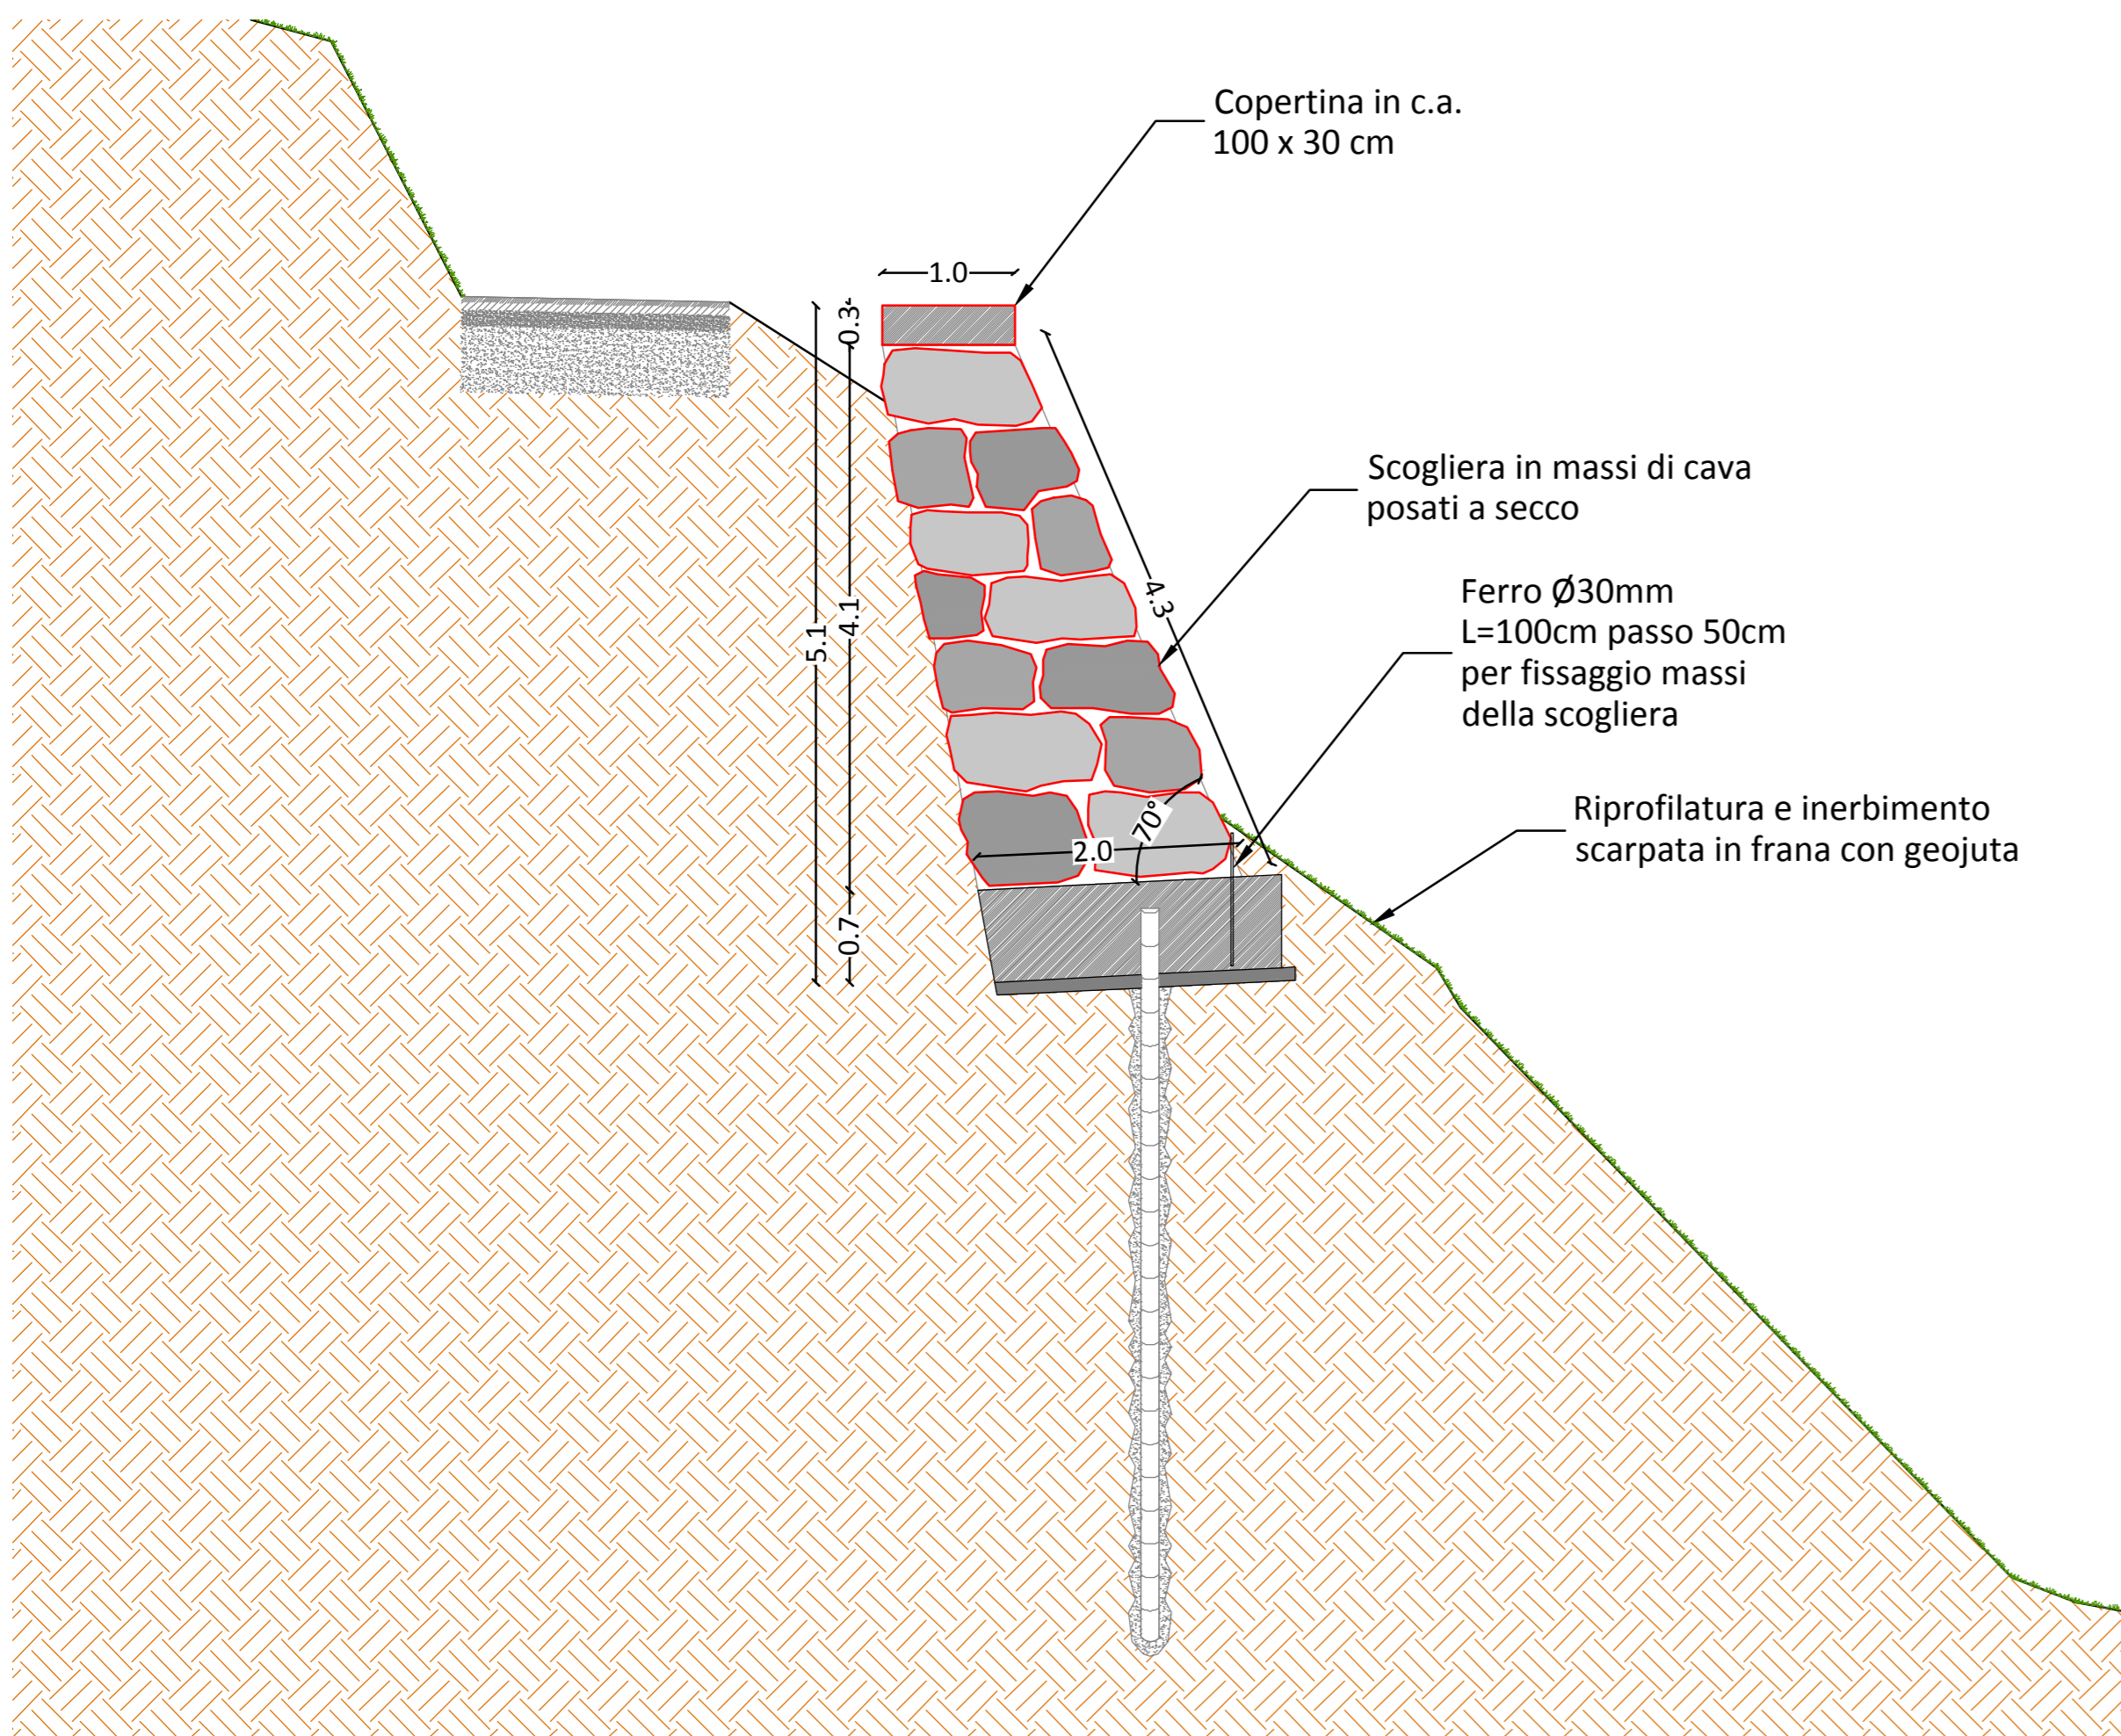 Copertina in c.a.
100 x 30 cm
1.0
0.3
Scogliera in massi di cava
posati a secco
Ferro Ø30mm
L=100cm passo 50cm
per fissaggio massi
della scogliera
4.3
4.1
5.1
Riprofilatura e inerbimento
scarpata in frana con geojuta
70°
2.0
0.7